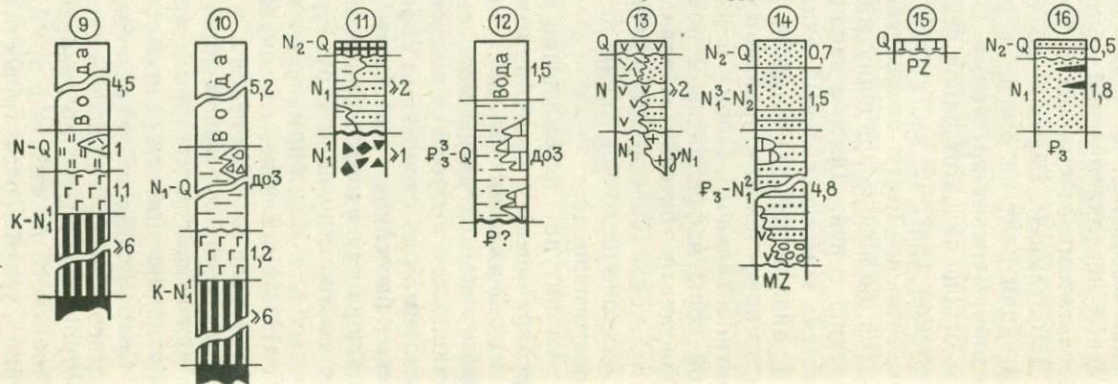 9
Вода
4,5
N-Q
1
1,1
K-N₁¹
≥6
10
Вода
5,2
N₁-Q
до3
1,2
K-N₁¹
≥6
11
N₂-Q
N₁
≥2
N₁¹
≥1
12
Вода
1,5
₽₃³-Q
до3
₽?
13
Q
N
≥2
N₁¹
γN₁
14
N₂-Q
0,7
N₁³-N₂¹
1,5
₽₃-N₁²
4,8
MZ
15
Q
PZ
16
N₂-Q
0,5
N₁
1,8
₽₃